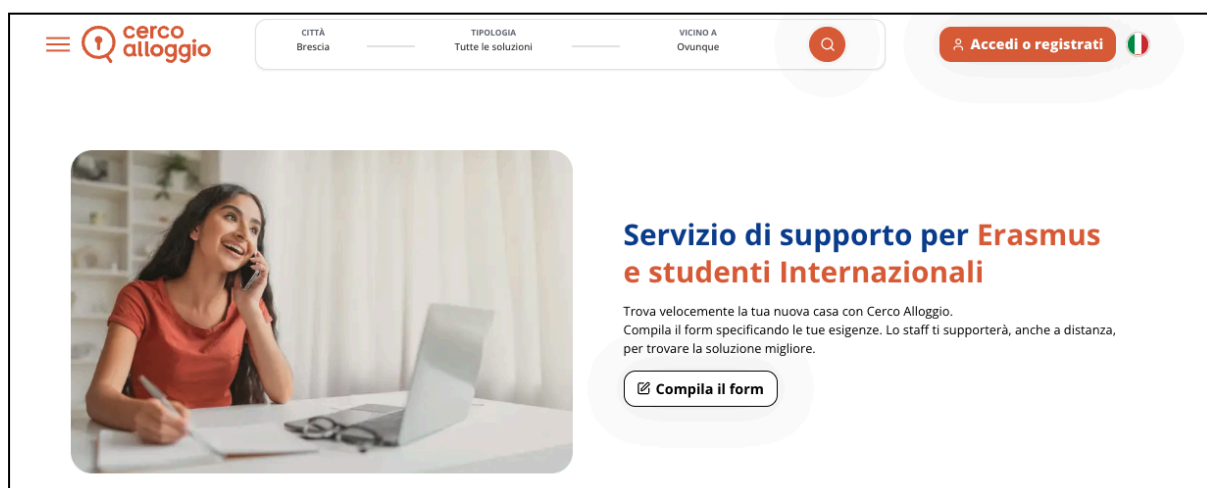 cerco
alloggio
CITTÀ
Brescia
TIPOLOGIA
Tutte le soluzioni
VICINO A
Ovunque
Accedi o registrati
Servizio di supporto per Erasmus
e studenti Internazionali
Trova velocemente la tua nuova casa con Cerco Alloggio.
Compila il form specificando le tue esigenze. Lo staff ti supporterà, anche a distanza,
per trovare la soluzione migliore.
Compila il form